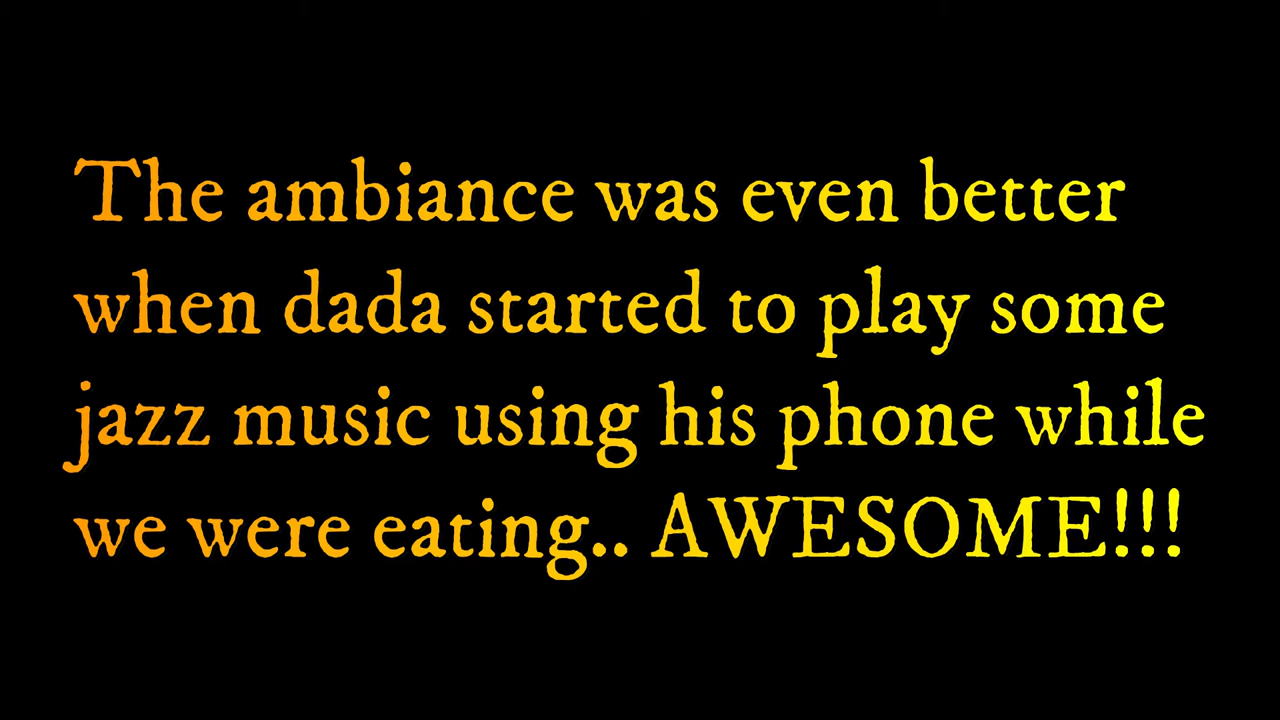 The ambiance was even better
when dada started to play some
jazz music using his phone while
we were eating.. AWESOME!!!